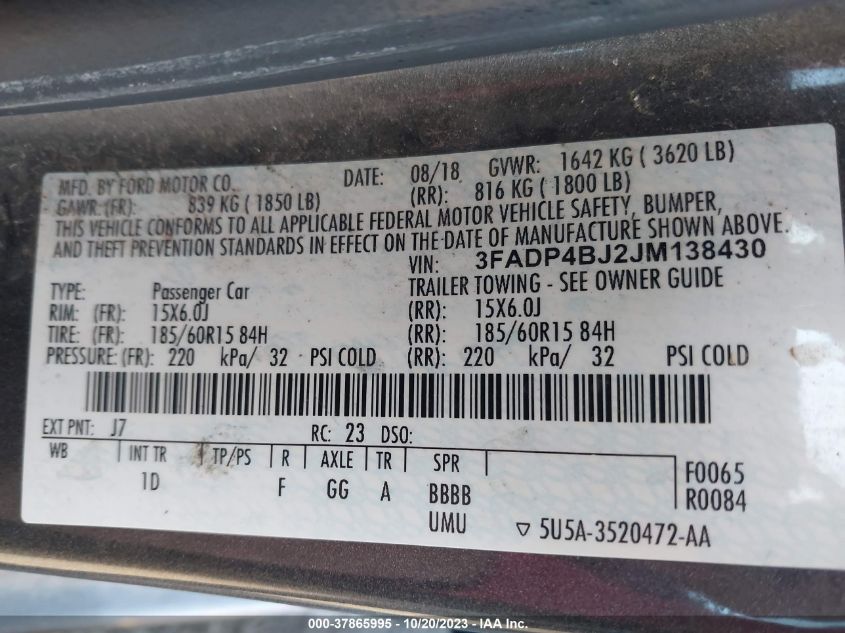 MFD. BY FORD MOTOR CO. DATE: 08/18 GVWR: 1642 KG ( 3620 LB)
GAWR: (FR): 839 KG ( 1850 LB) (RR): 816 KG ( 1800 LB)
THIS VEHICLE CONFORMS TO ALL APPLICABLE FEDERAL MOTOR VEHICLE SAFETY, BUMPER,
AND THEFT PREVENTION STANDARDS IN EFFECT ON THE DATE OF MANUFACTURE SHOWN ABOVE.
VIN: 3FADP4BJ2JM138430
TYPE: Passenger Car TRAILER TOWING - SEE OWNER GUIDE
RIM: (FR): 15X6.0J (RR): 15X6.0J
TIRE: (FR): 185/60R15 84H (RR): 185/60R15 84H
PRESSURE: (FR): 220 kPa/ 32 PSI COLD (RR): 220 kPa/ 32 PSI COLD
EXT PNT: J7 RC: 23 DSO:
WB INT TR TP/PS R AXLE TR SPR F0065
1D F GG A BBBB R0084
UMU ▽ 5U5A-3520472-AA
000-37865995 - 10/20/2023 - IAA Inc.